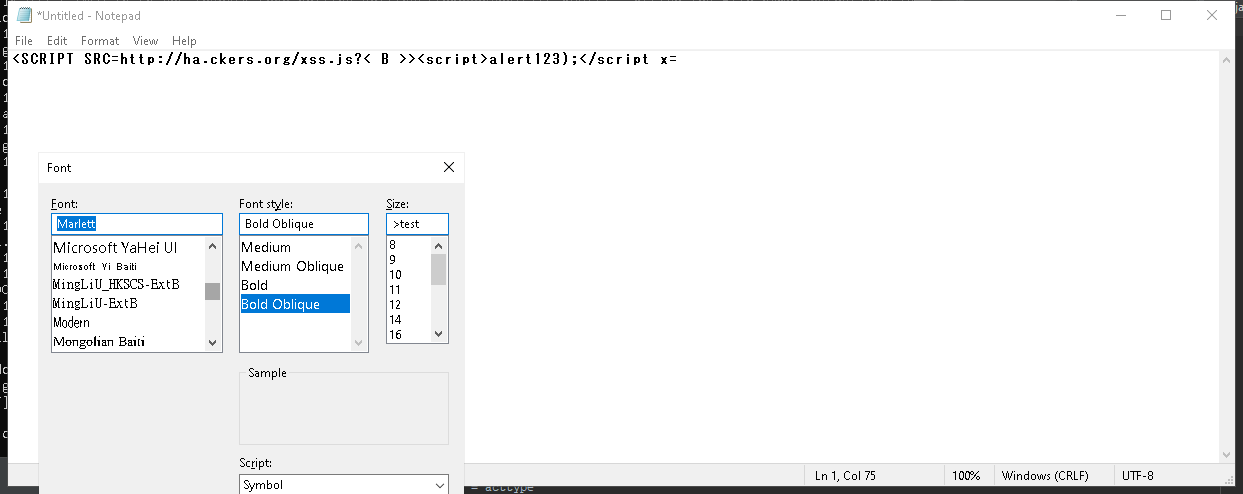 *Untitled - Notepad
File Edit Format View Help
<SCRIPT SRC=http://ha.ckers.org/xss.js?< B >><script>alert123);</script x=
Font
Font: Font style: Size:
Marlett Bold Oblique >test
Microsoft YaHei UI Medium 8
Microsoft Yi Baiti Medium Oblique 9
MingLiU_HKSCS-ExtB Bold 10
MingLiU-ExtB Bold Oblique 11
Modern 12
Mongolian Baiti 14
16
Sample
Script:
Symbol
Ln 1, Col 75 100% Windows (CRLF) UTF-8
= acctype